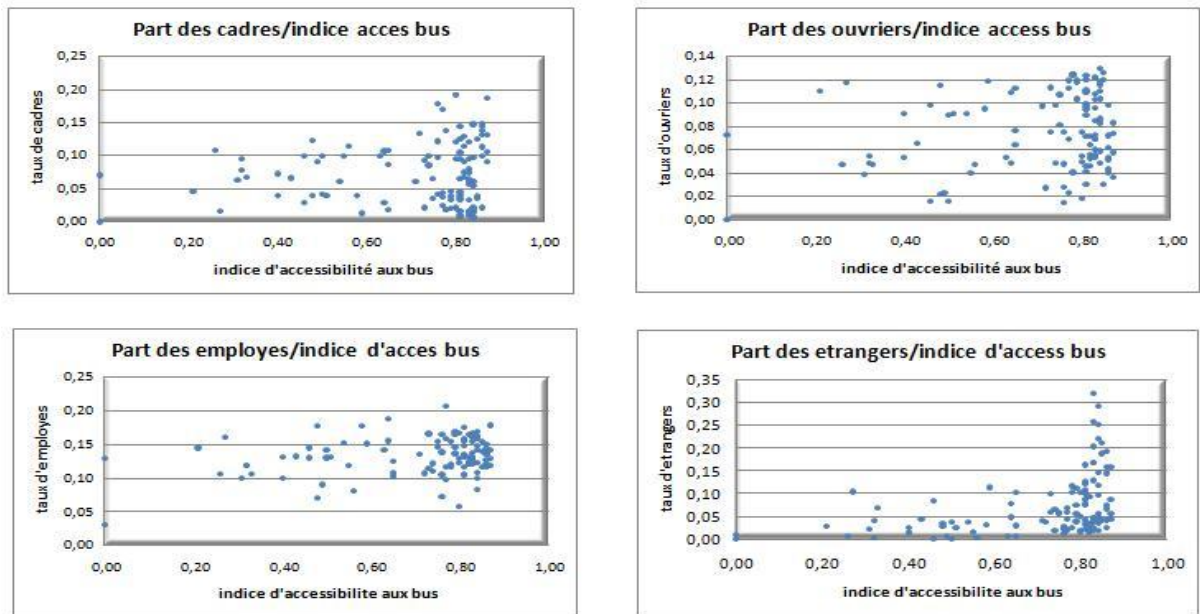 Part des cadres/indice acces bus
0,25
0,20
0,15
0,10
0,05
0,00
taux de cadres
0,00 0,20 0,40 0,60 0,80 1,00
indice d'accessibilité aux bus
Part des ouvriers/indice access bus
0,14
0,12
0,10
0,08
0,06
0,04
0,02
0,00
taux d'ouvriers
0,00 0,20 0,40 0,60 0,80 1,00
indice d'accessibilité aux bus
Part des employes/indice d'acces bus
0,25
0,20
0,15
0,10
0,05
0,00
taux d'employes
0,00 0,20 0,40 0,60 0,80 1,00
indice d'accessibilite aux bus
Part des etrangers/indice d'access bus
0,35
0,30
0,25
0,20
0,15
0,10
0,05
0,00
taux d'etrangers
0,00 0,20 0,40 0,60 0,80 1,00
indice d'accessibilite aux bus